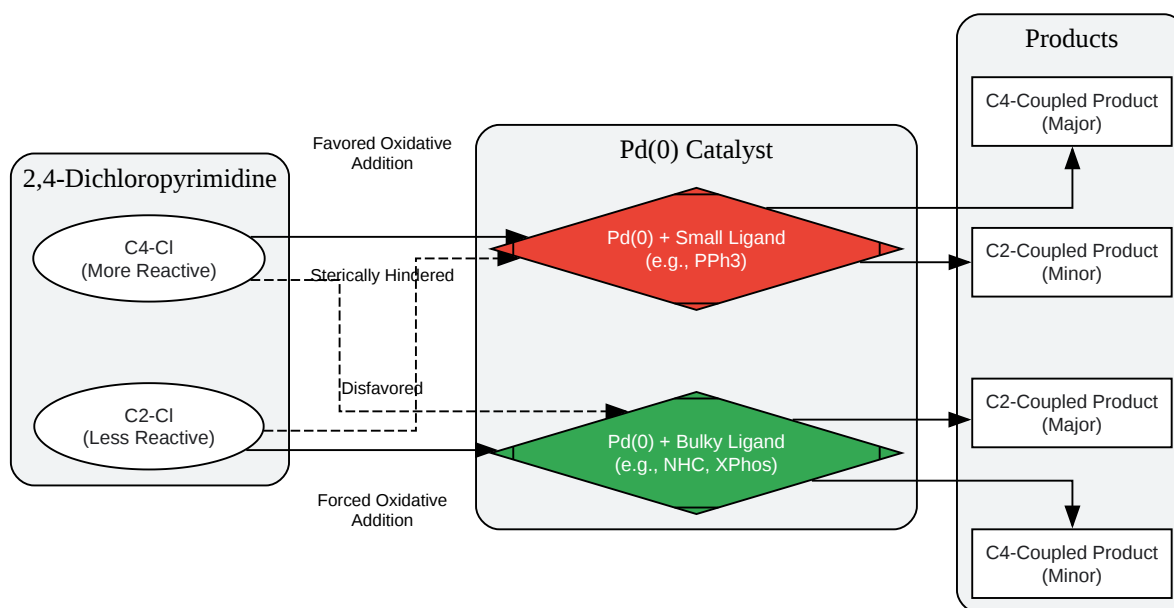 2,4-Dichloropyrimidine
C4-Cl
(More Reactive)
C2-Cl
(Less Reactive)
Favored Oxidative
Addition
Sterically Hindered
Disfavored
Forced Oxidative
Addition
Pd(0) Catalyst
Pd(0) + Small Ligand
(e.g., PPh3)
Pd(0) + Bulky Ligand
(e.g., NHC, XPhos)
Products
C4-Coupled Product
(Major)
C2-Coupled Product
(Minor)
C2-Coupled Product
(Major)
C4-Coupled Product
(Minor)